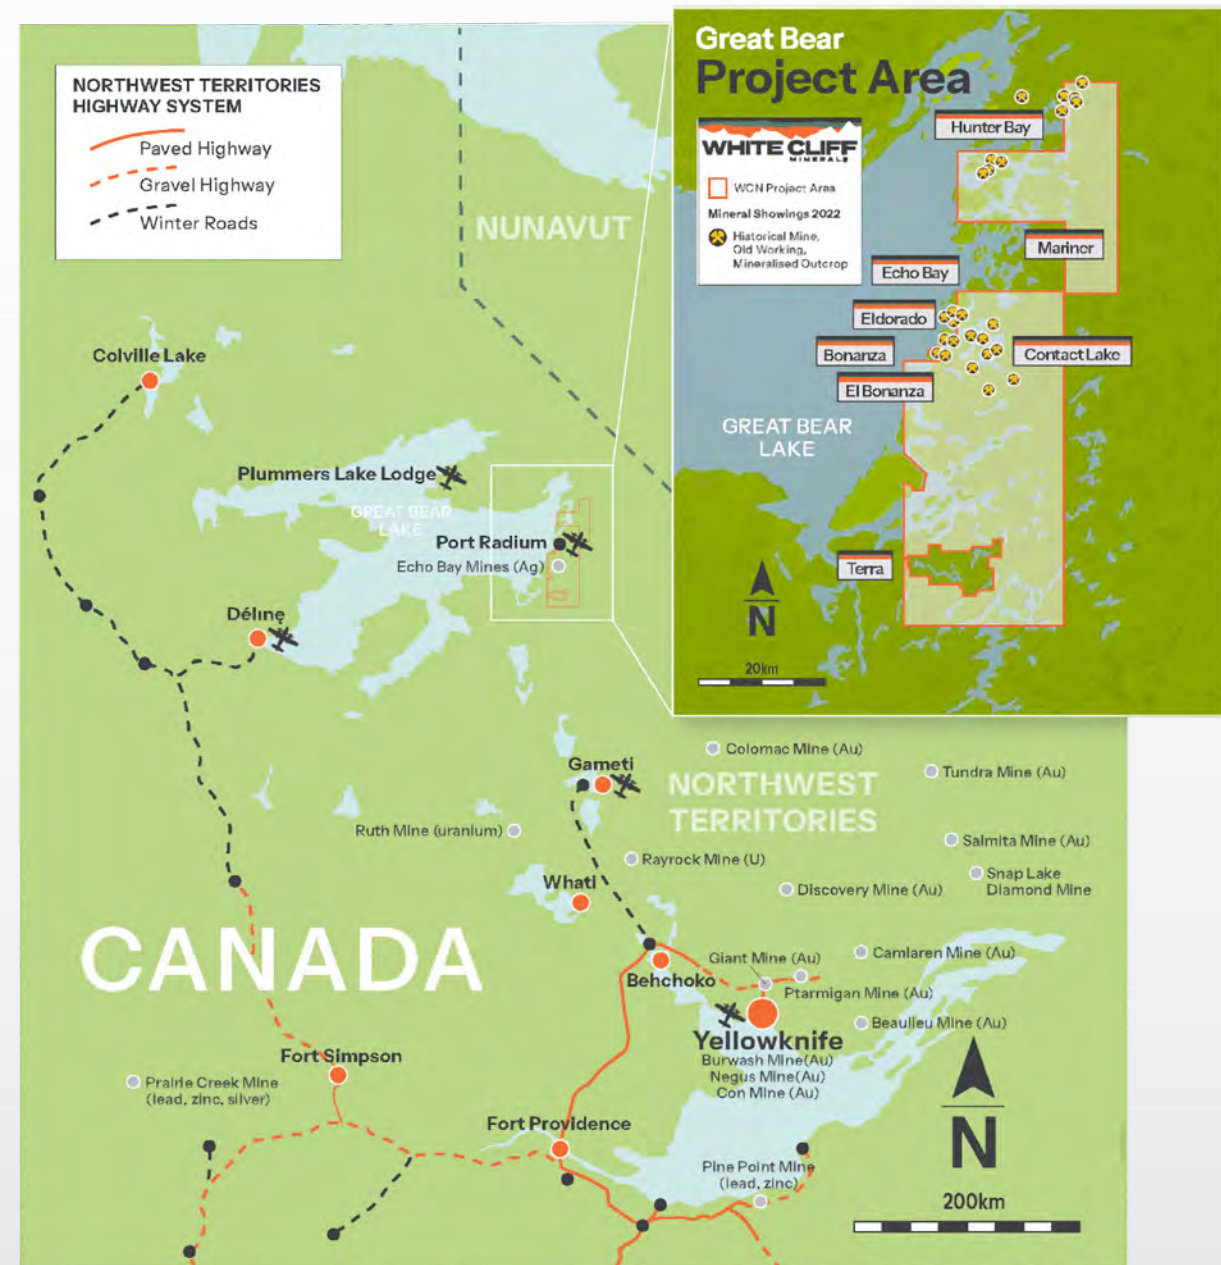 NORTHWEST TERRITORIES
HIGHWAY SYSTEM
Paved Highway
Gravel Highway
Winter Roads
NUNAVUT
Colville Lake
Plummers Lake Lodge
GREAT BEAR
LAKE
Port Radium
Echo Bay Mines (Ag)
Délıne̜
Great Bear
Project Area
WHITE CLIFF
MINERALS
WCN Project Area
Mineral Showings 2022
Historical Mine,
Old Working,
Mineralised Outcrop
Hunter Bay
Mariner
Echo Bay
Eldorado
Bonanza
Contact Lake
El Bonanza
GREAT BEAR
LAKE
Terra
N
20km
Gameti
Colomac Mine (Au)
Tundra Mine (Au)
NORTHWEST
TERRITORIES
Ruth Mine (uranium)
Rayrock Mine (U)
Salmita Mine (Au)
Snap Lake
Diamond Mine
Whati
Discovery Mine (Au)
CANADA
Behchoko
Giant Mine (Au)
Camlaren Mine (Au)
Ptarmigan Mine (Au)
Beaulieu Mine (Au)
Yellowknife
Burwash Mine(Au)
Negus Mine(Au)
Con Mine (Au)
Fort Simpson
Prairie Creek Mine
(lead, zinc, silver)
Fort Providence
Pine Point Mine
(lead, zinc)
N
200km